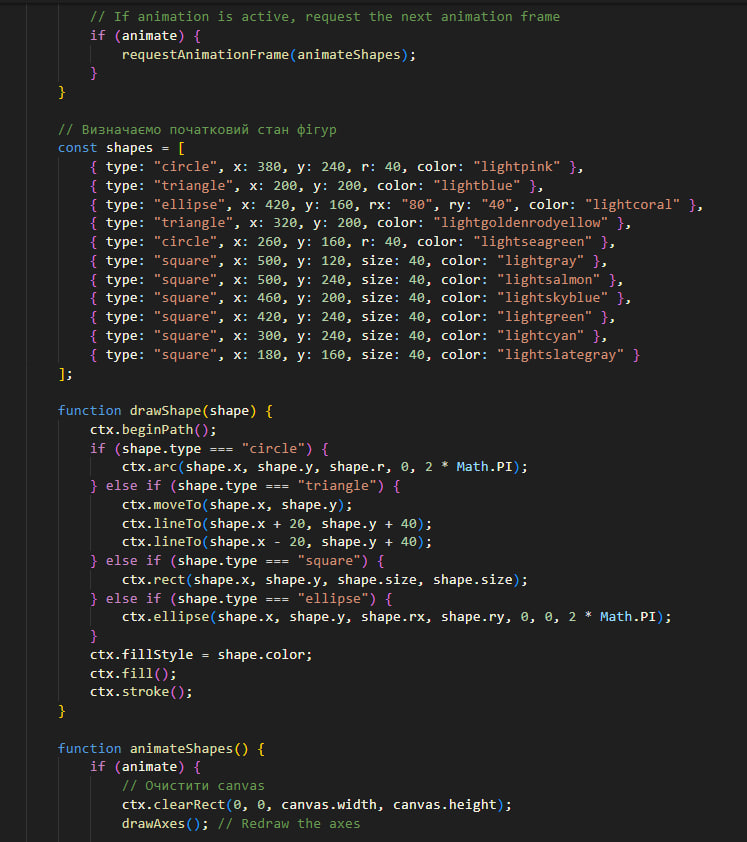 // If animation is active, request the next animation frame
if (animate) {
requestAnimationFrame(animateShapes);
}
}
// Визначаємо початковий стан фігур
const shapes = [
{ type: "circle", x: 380, y: 240, r: 40, color: "lightpink" },
{ type: "triangle", x: 200, y: 200, color: "lightblue" },
{ type: "ellipse", x: 420, y: 160, rx: "80", ry: "40", color: "lightcoral" },
{ type: "triangle", x: 320, y: 200, color: "lightgoldenrodyellow" },
{ type: "circle", x: 260, y: 160, r: 40, color: "lightseagreen" },
{ type: "square", x: 500, y: 120, size: 40, color: "lightgray" },
{ type: "square", x: 500, y: 240, size: 40, color: "lightsalmon" },
{ type: "square", x: 460, y: 200, size: 40, color: "lightskyblue" },
{ type: "square", x: 420, y: 240, size: 40, color: "lightgreen" },
{ type: "square", x: 300, y: 240, size: 40, color: "lightcyan" },
{ type: "square", x: 180, y: 160, size: 40, color: "lightslategray" }
];
function drawShape(shape) {
ctx.beginPath();
if (shape.type === "circle") {
ctx.arc(shape.x, shape.y, shape.r, 0, 2 * Math.PI);
} else if (shape.type === "triangle") {
ctx.moveTo(shape.x, shape.y);
ctx.lineTo(shape.x + 20, shape.y + 40);
ctx.lineTo(shape.x - 20, shape.y + 40);
} else if (shape.type === "square") {
ctx.rect(shape.x, shape.y, shape.size, shape.size);
} else if (shape.type === "ellipse") {
ctx.ellipse(shape.x, shape.y, shape.rx, shape.ry, 0, 0, 2 * Math.PI);
}
ctx.fillStyle = shape.color;
ctx.fill();
ctx.stroke();
}
function animateShapes() {
if (animate) {
// Очистити canvas
ctx.clearRect(0, 0, canvas.width, canvas.height);
drawAxes(); // Redraw the axes